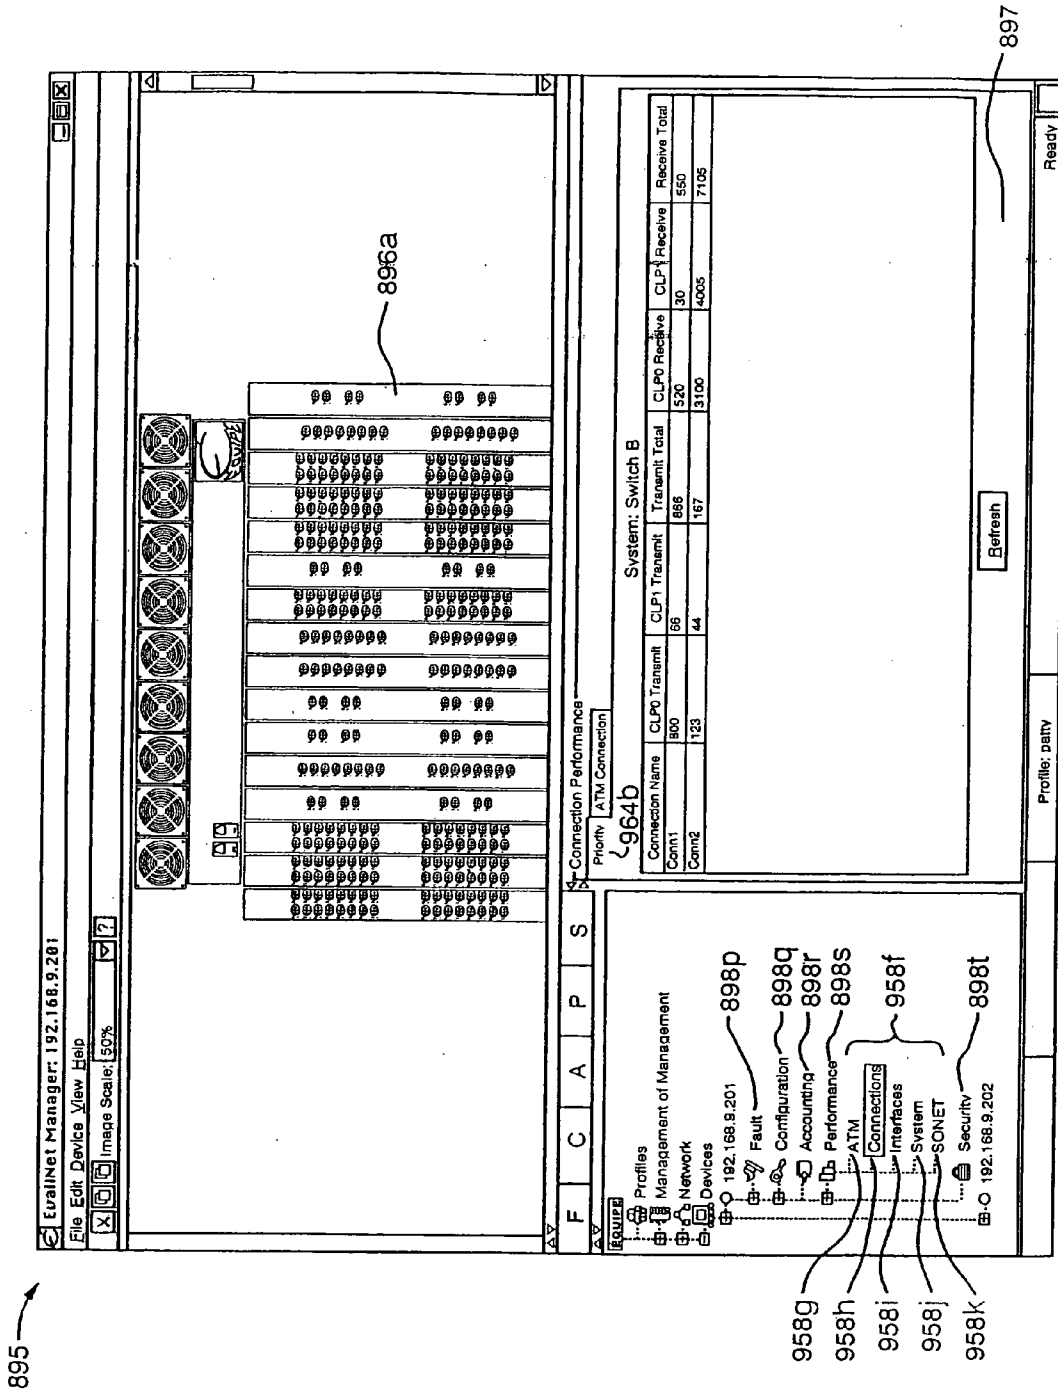 895
EvrallNet Manager: 192.168.9.201
File Edit Device View Help
Image Scale: 50% ?
896a
F C A P S
EQUIPE
Profiles
Management of Management
Network
Devices
192.168.9.201
898p
Fault
Configuration
898q
Accounting
898r
Performance
898s
ATM
Connections
Interfaces
System
SONET
958f
Security
898t
192.168.9.202
958g
958h
958i
958j
958k
Connection Performance
Priority ATM Connection
964b
System: Switch B
Connection Name CLP0 Transmit CLP1 Transmit Transmit Total CLP0 Receive CLP1 Receive Receive Total
Conn1 800 66 866 520 30 550
Conn2 123 44 167 3100 4005 7105
Refresh
897
Profile: patty
Ready